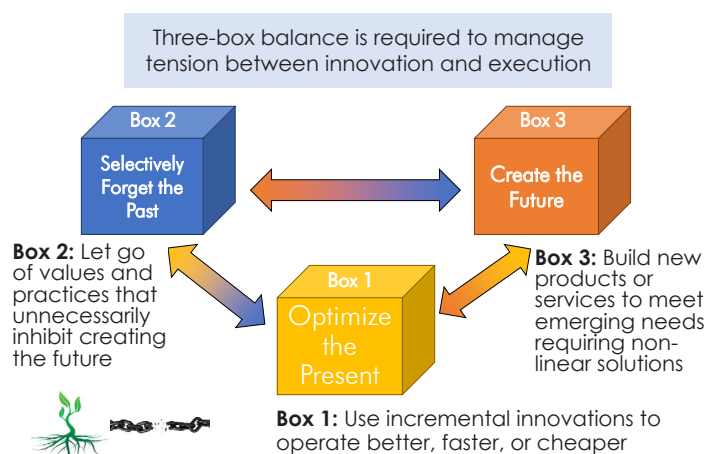 Three-box balance is required to manage
tension between innovation and execution
Box 2
Selectively
Forget the
Past
Box 3
Create the
Future
Box 2: Let go
of values and
practices that
unnecessarily
inhibit creating
the future
Box 1
Optimize
the
Present
Box 3: Build new
products or
services to meet
emerging needs
requiring non-
linear solutions
Box 1: Use incremental innovations to
operate better, faster, or cheaper